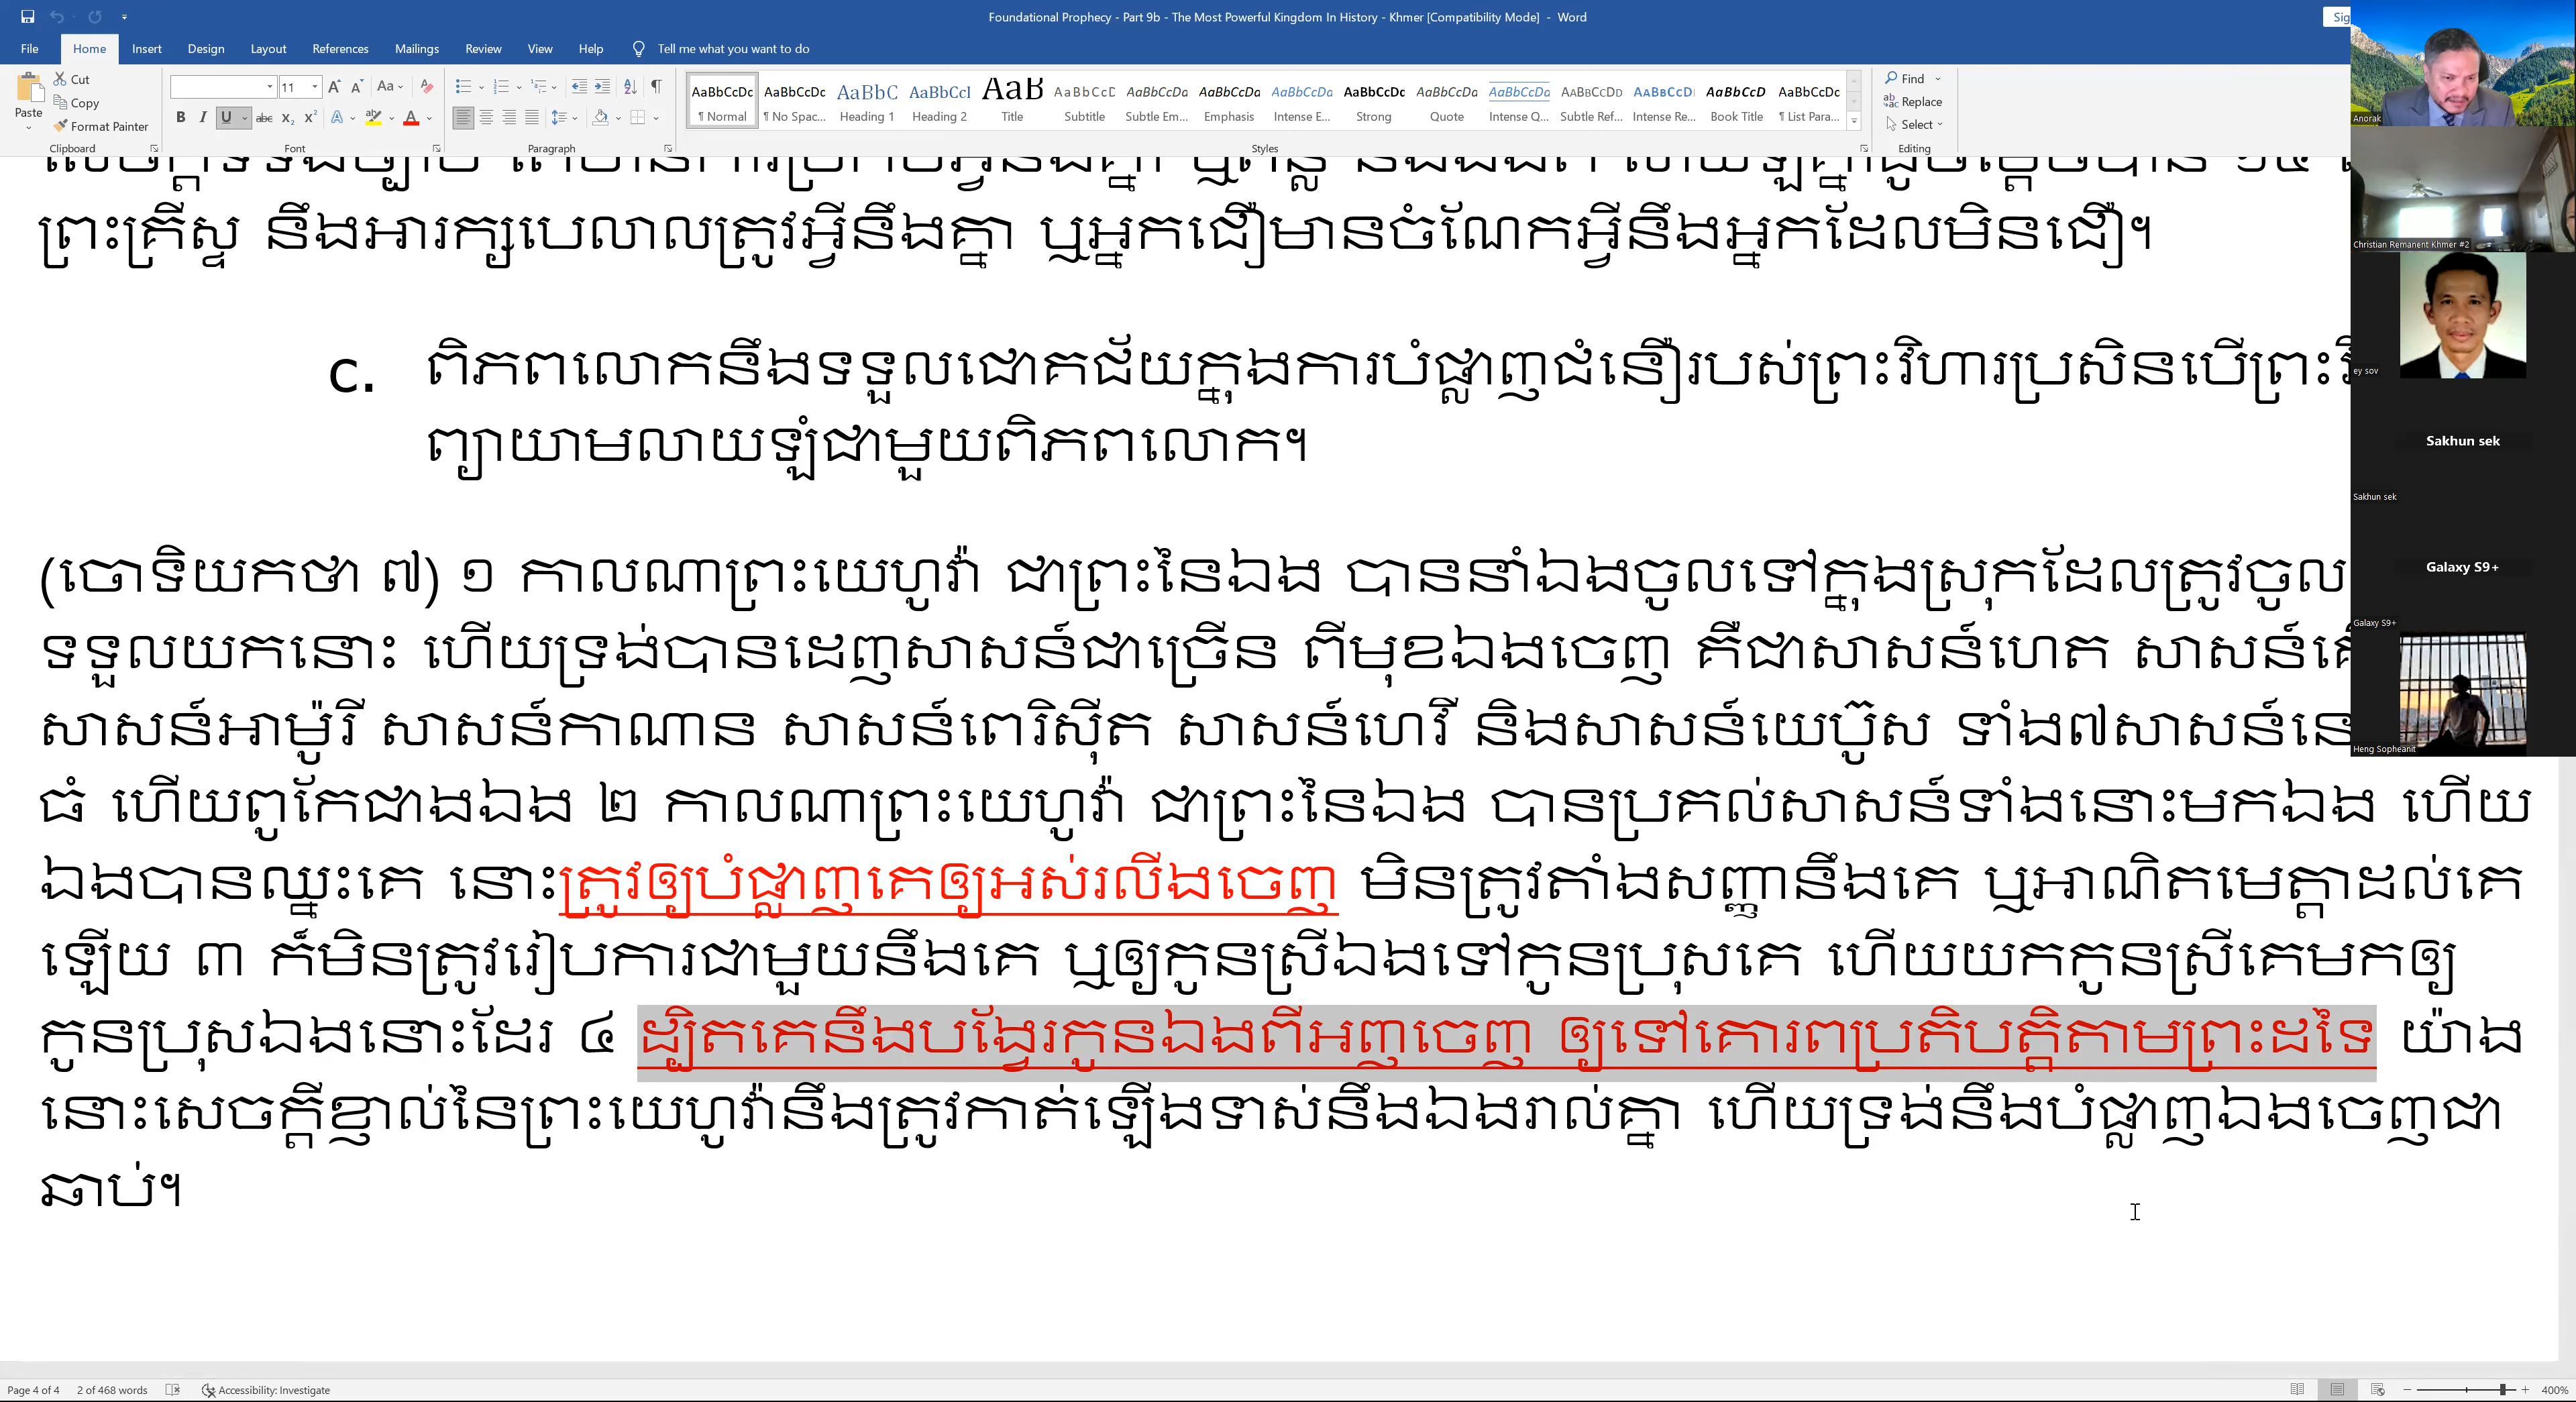 Foundational Prophecy - Part 9b - The Most Powerful Kingdom In History - Khmer [Compatibility Mode] - Word
File Home Insert Design Layout References Mailings Review View Help Tell me what you want to do
Cut
Copy
Format Painter
Paste
Clipboard
11
Font
Paragraph
AaBbCcDc AaBbCcDc AaBbC AaBbCcI AaB AaBbCcD AaBbCcDa AaBbCcDa AaBbCcDa AaBbCcDc AaBbCcDa AaBbCcDa AaBbCcDd AaBbCcDi AaBbCcD AaBbCcDc
¶ Normal ¶ No Spac... Heading 1 Heading 2 Title Subtitle Subtle Em... Emphasis Intense E... Strong Quote Intense Q... Subtle Ref... Intense Re... Book Title ¶ List Para...
Styles
Find
Replace
Select
Editing
ព្រះគ្រីស្ទ នឹងអារក្សបេលាលត្រូវអ្វីនឹងគ្នា ឬអ្នកជឿមានចំណែកអ្វីនឹងអ្នកដែលមិនជឿ។
c. ពិភពលោកនឹងទទួលជោគជ័យក្នុងការបំផ្លាញជំនឿរបស់ព្រះវិហារប្រសិនបើព្រះ
ព្យាយាមលាយឡំជាមួយពិភពលោក។
(ចោទិយកថា ៧) ១ កាលណាព្រះយេហូវ៉ា ជាព្រះនៃឯង បាននាំឯងចូលទៅក្នុងស្រុកដែលត្រូវចូល
ទទួលយកនោះ ហើយទ្រង់បានដេញសាសន៍ជាច្រើន ពីមុខឯងចេញ គឺជាសាសន៍ហេត សាសន៍
សាសន៍អាម៉ូរី សាសន៍កាណាន សាសន៍ពេរិស៊ីត សាសន៍ហេវី និងសាសន៍យេប៊ូស ទាំង៧សាសន៍
ធំ ហើយពូកែជាងឯង ២ កាលណាព្រះយេហូវ៉ា ជាព្រះនៃឯង បានប្រគល់សាសន៍ទាំងនោះមកឯង ហើយ
ឯងបានឈ្នះគេ នោះត្រូវឲ្យបំផ្លាញគេឲ្យអស់រលីងចេញ មិនត្រូវតាំងសញ្ញានឹងគេ ឬអាណិតមេត្តាដល់គេ
ឡើយ ៣ ក៏មិនត្រូវរៀបការជាមួយនឹងគេ ឬឲ្យកូនស្រីឯងទៅកូនប្រុសគេ ហើយយកកូនស្រីគេមកឲ្យ
កូនប្រុសឯងនោះដែរ ៤ ដ្បិតគេនឹងបង្វែរកូនឯងពីអញចេញ ឲ្យទៅគោរពប្រតិបត្តិតាមព្រះដទៃ យ៉ាង
នោះសេចក្តីខ្ញាល់នៃព្រះយេហូវ៉ានឹងត្រូវកាត់ឡើងទាស់នឹងឯងរាល់គ្នា ហើយទ្រង់នឹងបំផ្លាញឯងចេញជា
ឆាប់។
Anorak
Christian Remanent Khmer #2
ey sov
Sakhun sek
Sakhun sek
Galaxy S9+
Galaxy S9+
Heng Sopheanit
Page 4 of 4 2 of 468 words Accessibility: Investigate 400%